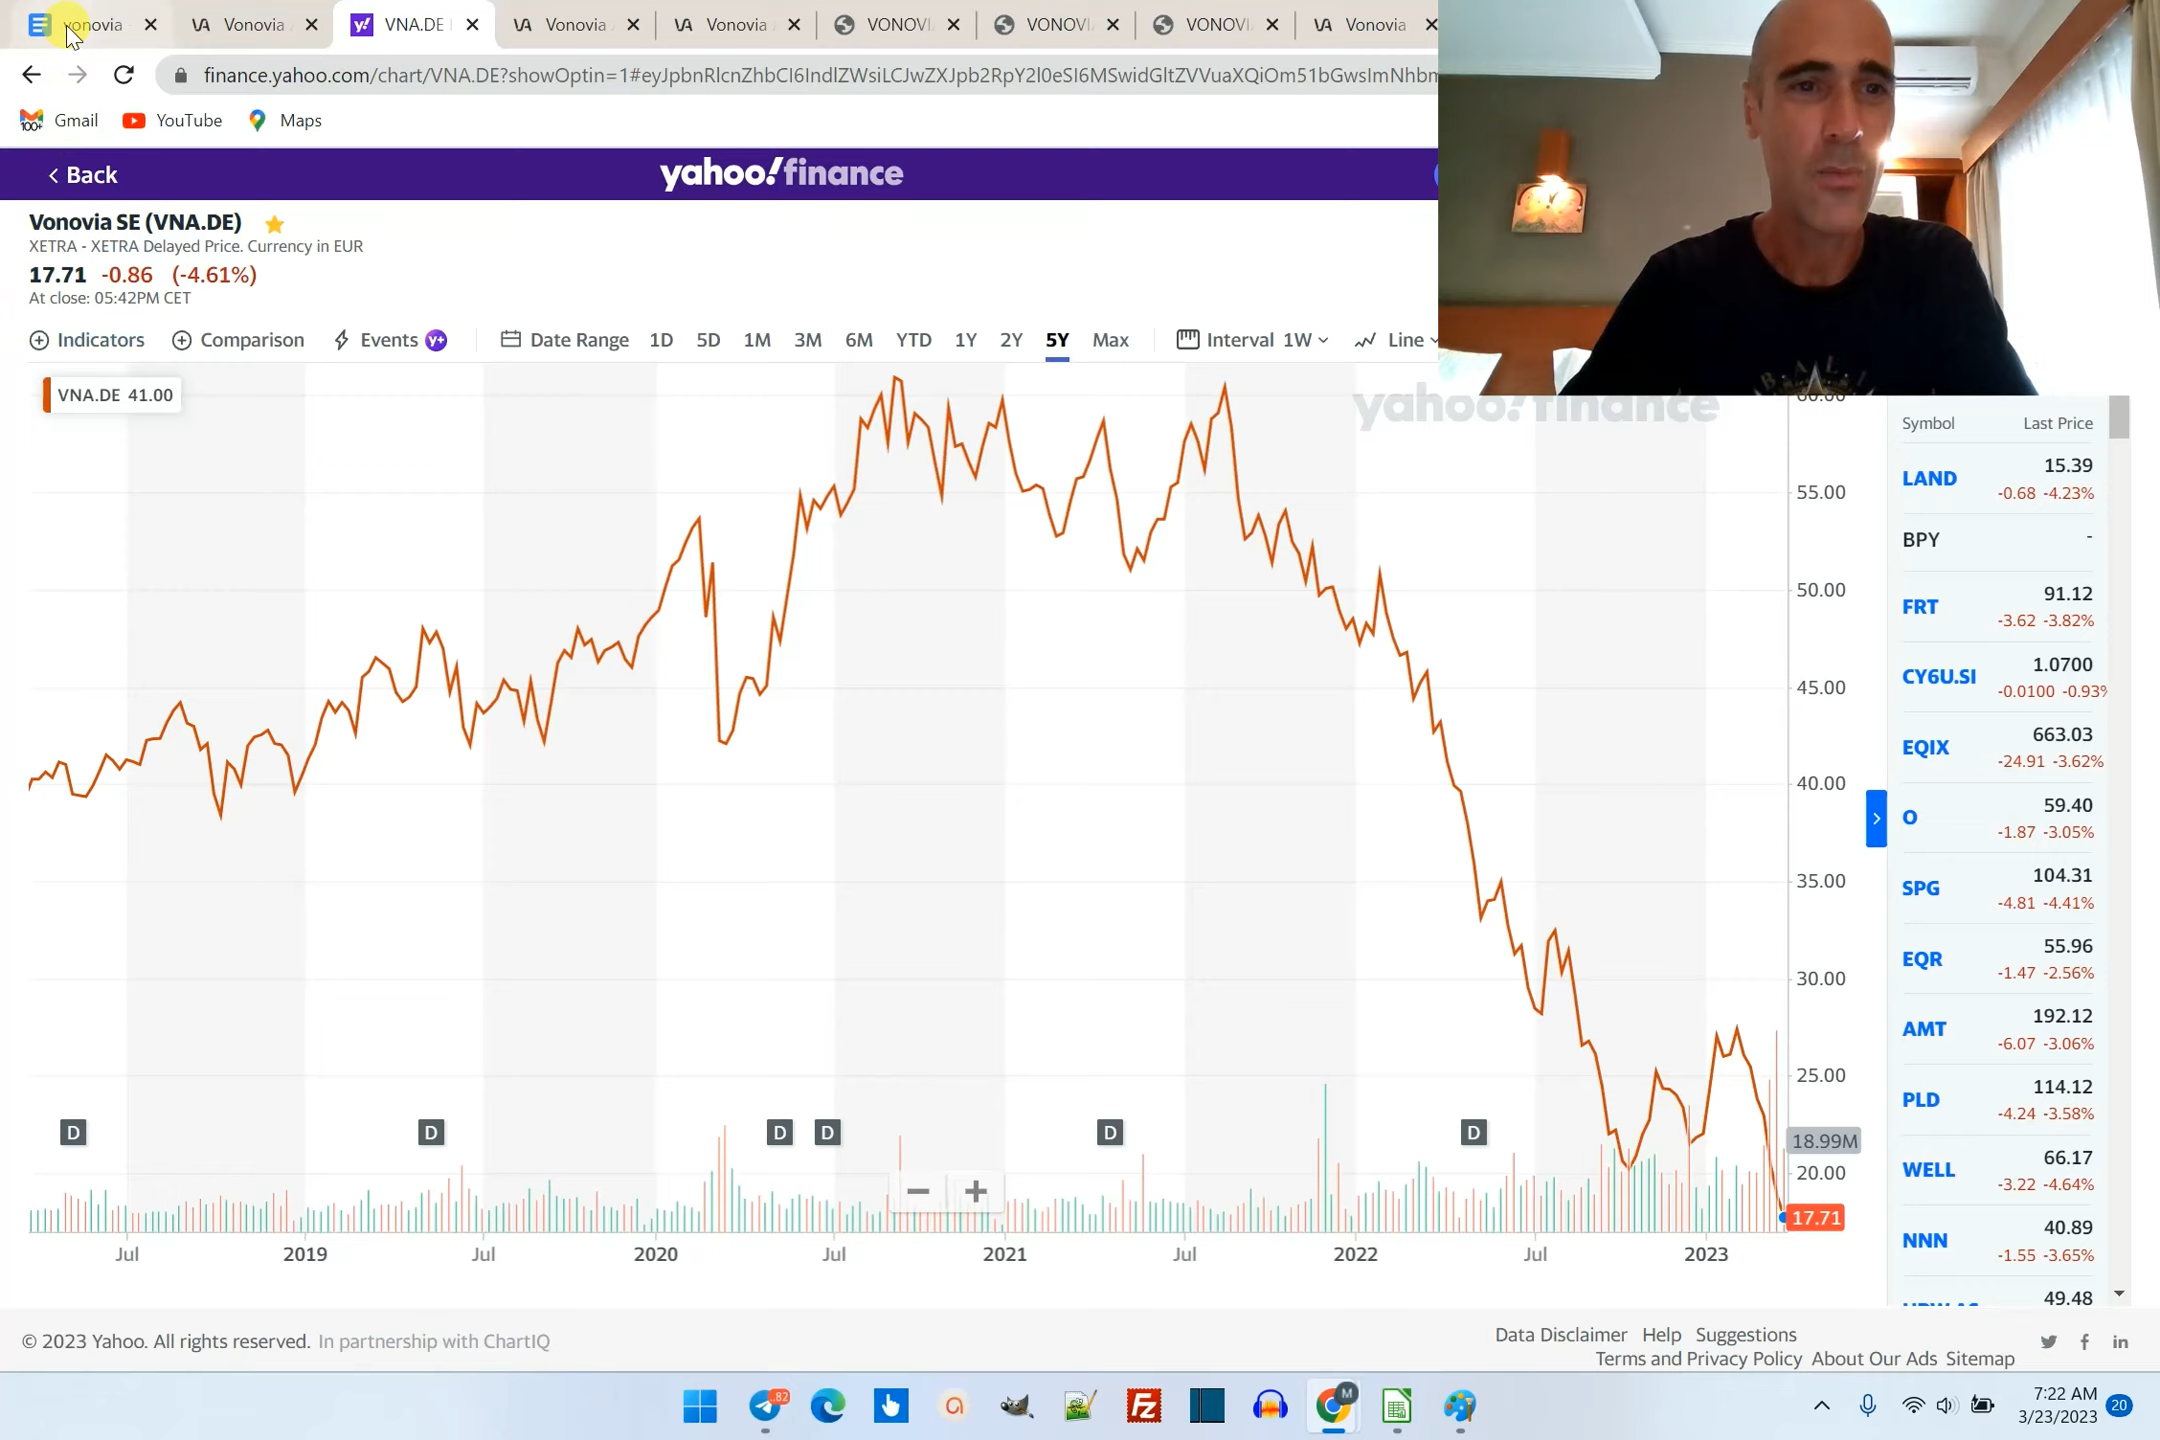 vonovia
Vonovia
VNA.DE
Vonovia
Vonovia
VONOVI
VONOVI
VONOVI
Vonovia
finance.yahoo.com/chart/VNA.DE?showOptin=1#eyJpbnRlcnZhbCI6IndlZWsiLCJwZXJpb2RpY2l0eSI6MSwidGltZVVuaXQiOm51bGwsImNhbm
100+ Gmail YouTube Maps
Back
yahoo!finance
Vonovia SE (VNA.DE)
XETRA - XETRA Delayed Price. Currency in EUR
17.71 -0.86 (-4.61%)
At close: 05:42PM CET
Indicators Comparison Events y+ Date Range 1D 5D 1M 3M 6M YTD 1Y 2Y 5Y Max Interval 1W Line
VNA.DE 41.00
yahoo!finance
BALI
60.00
55.00
50.00
45.00
40.00
35.00
30.00
25.00
18.99M
20.00
17.71
D D D D D D
− +
Jul 2019 Jul 2020 Jul 2021 Jul 2022 Jul 2023
Symbol Last Price
LAND 15.39
-0.68 -4.23%
BPY -
FRT 91.12
-3.62 -3.82%
CY6U.SI 1.0700
-0.0100 -0.93%
EQIX 663.03
-24.91 -3.62%
O 59.40
-1.87 -3.05%
SPG 104.31
-4.81 -4.41%
EQR 55.96
-1.47 -2.56%
AMT 192.12
-6.07 -3.06%
PLD 114.12
-4.24 -3.58%
WELL 66.17
-3.22 -4.64%
NNN 40.89
-1.55 -3.65%
49.48
© 2023 Yahoo. All rights reserved. In partnership with ChartIQ
Data Disclaimer Help Suggestions
Terms and Privacy Policy About Our Ads Sitemap
82
M
7:22 AM
3/23/2023
20